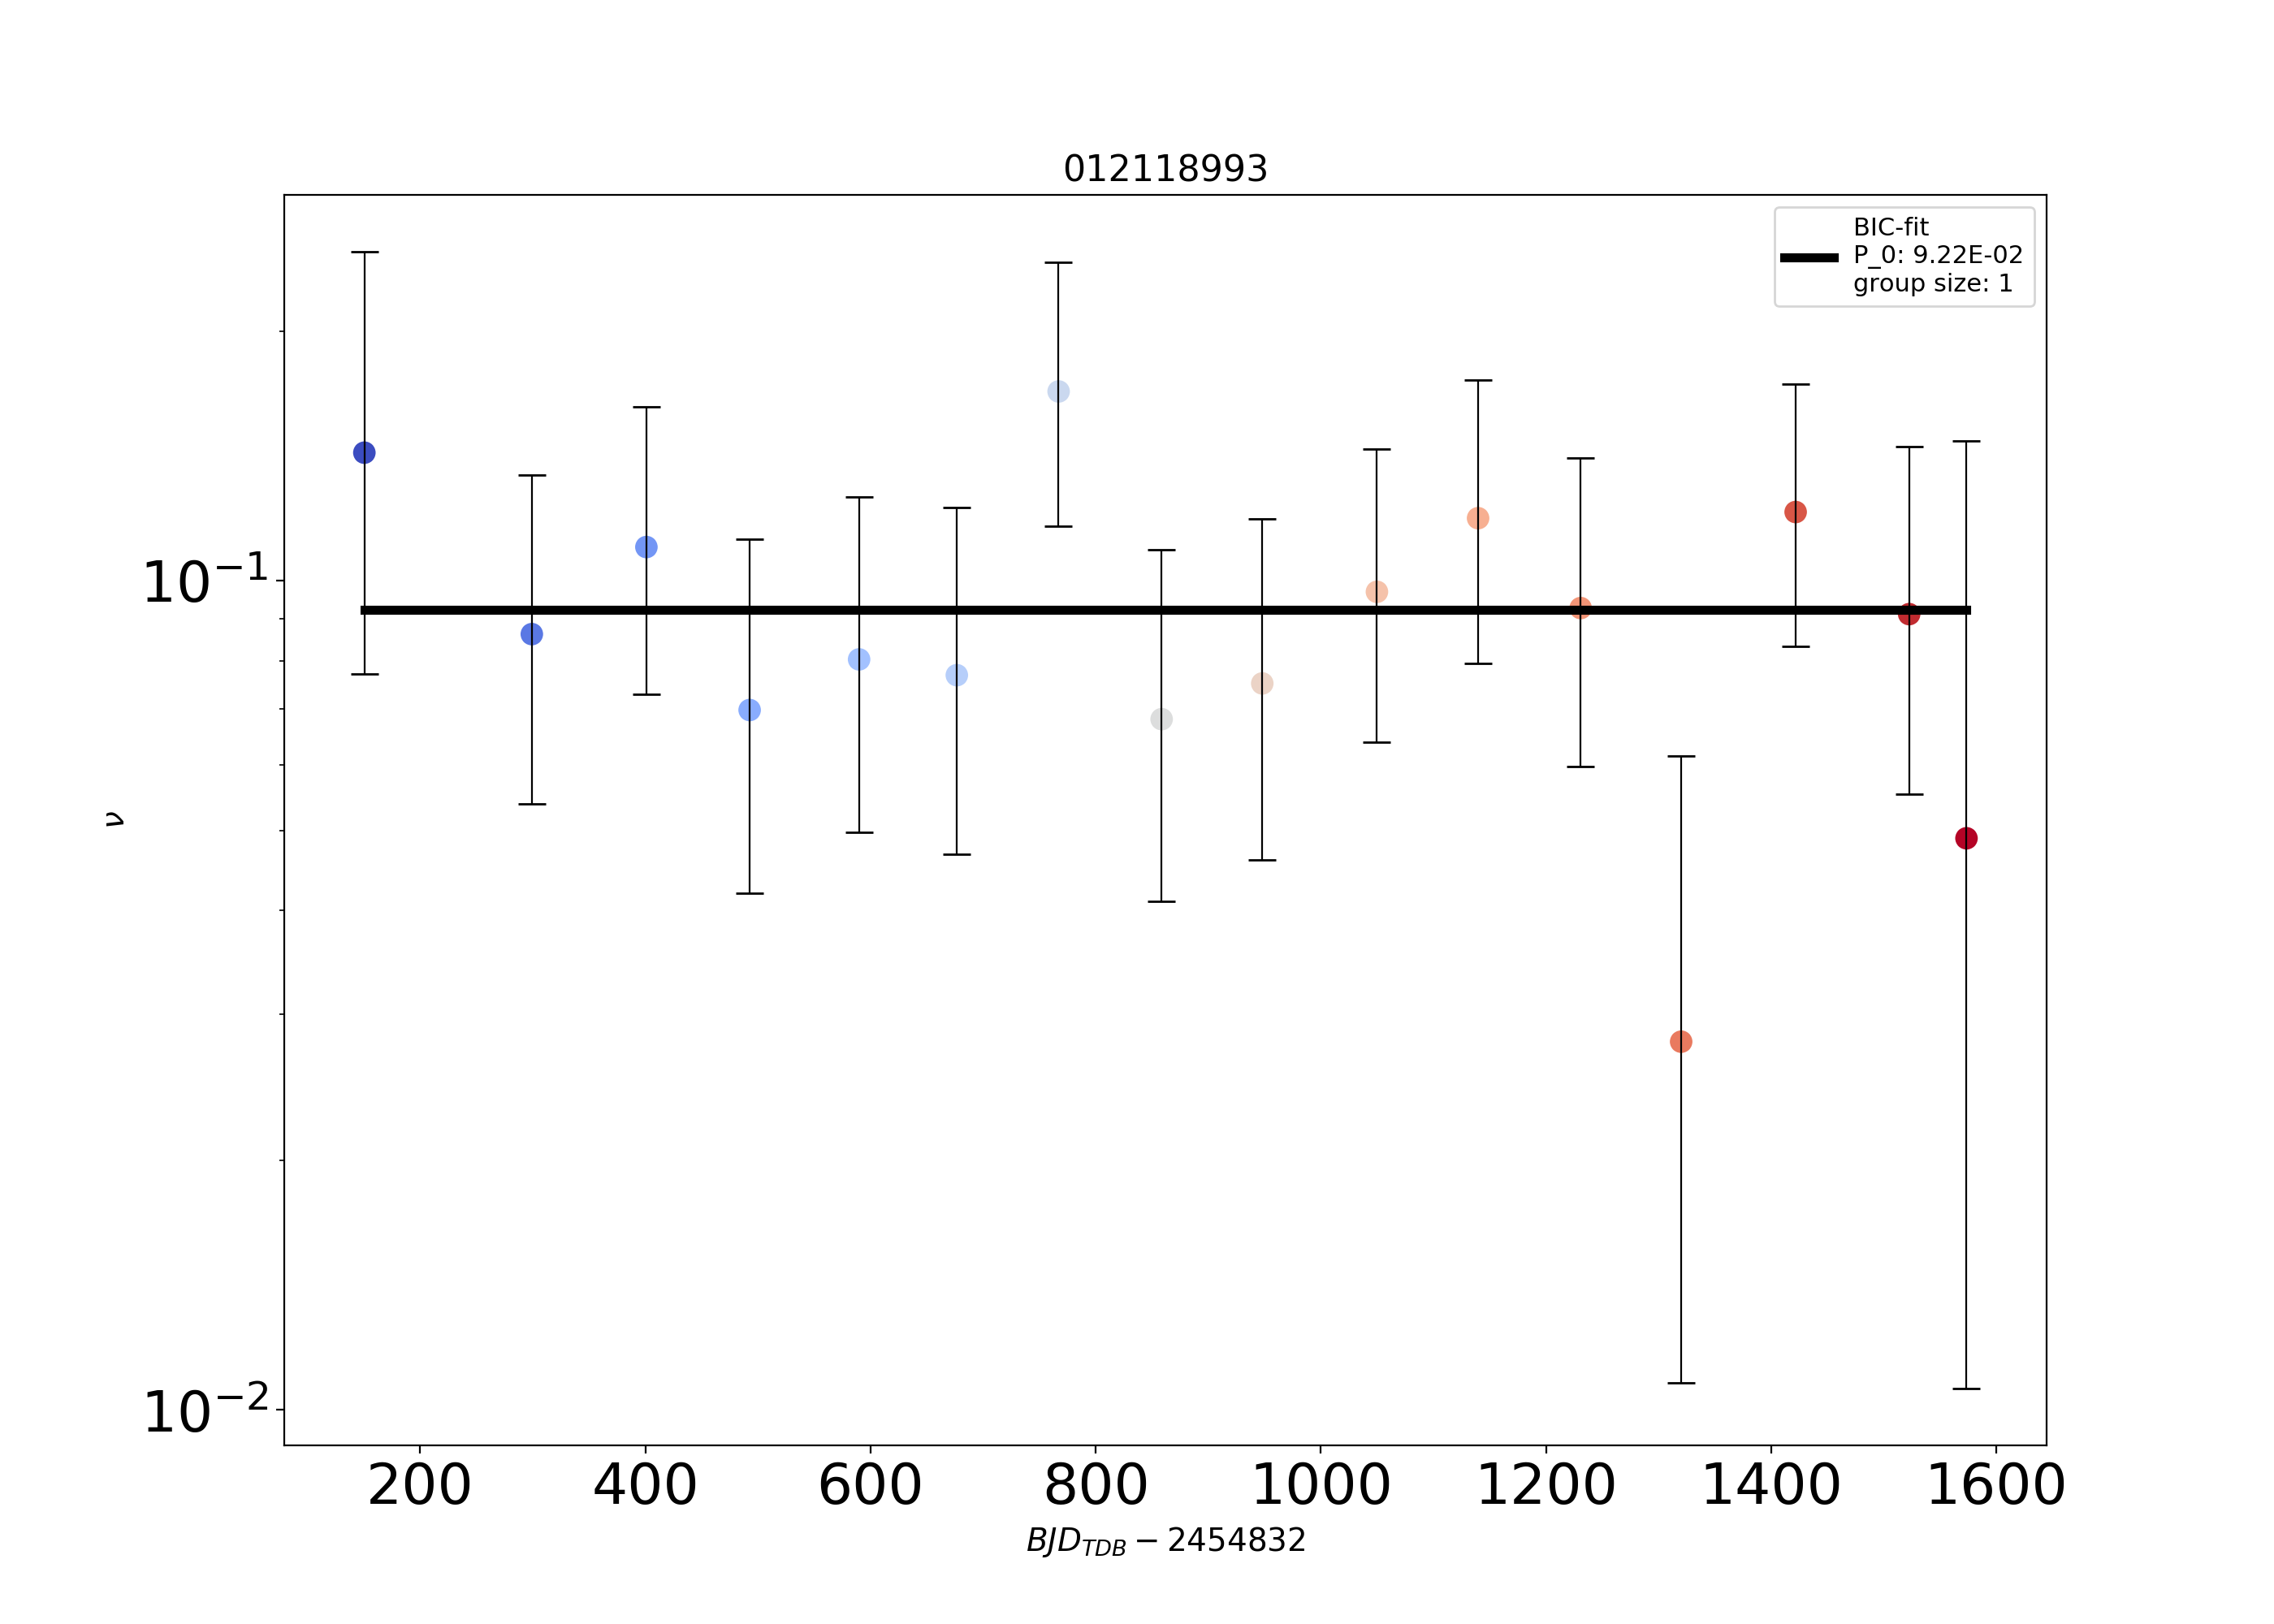 012118993
BIC-fit
P_0: 9.22E-02
group size: 1
10⁻¹
10⁻²
ν
200 400 600 800 1000 1200 1400 1600
BJD_TDB − 2454832